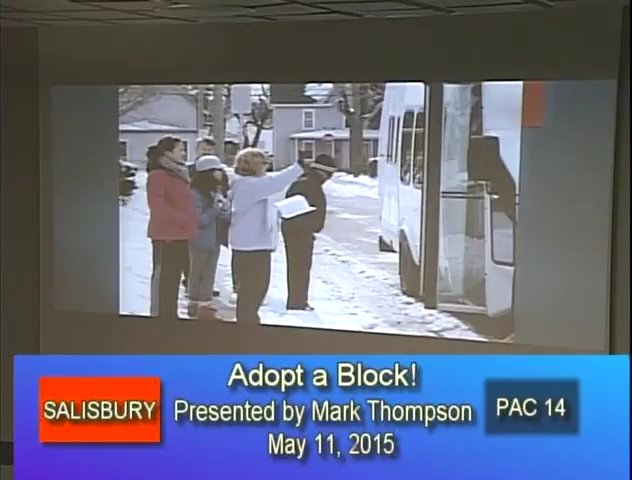 Adopt a Block!
SALISBURY
Presented by Mark Thompson
PAC 14
May 11, 2015